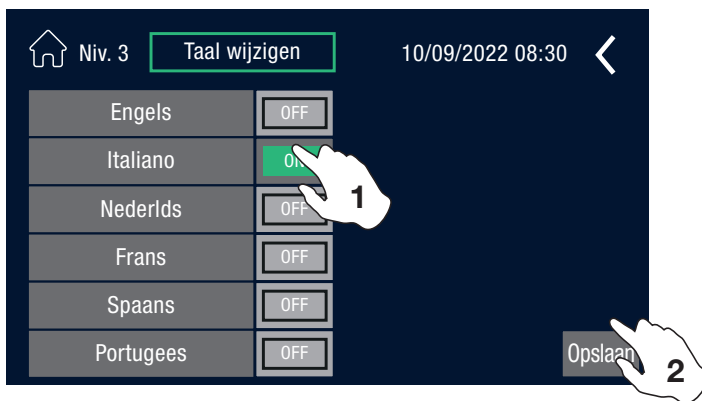 Niv. 3 Taal wijzigen 10/09/2022 08:30
Engels OFF
Italiano ON
Nederlds OFF
Frans OFF
Spaans OFF
Portugees OFF
Opslaan
1
2